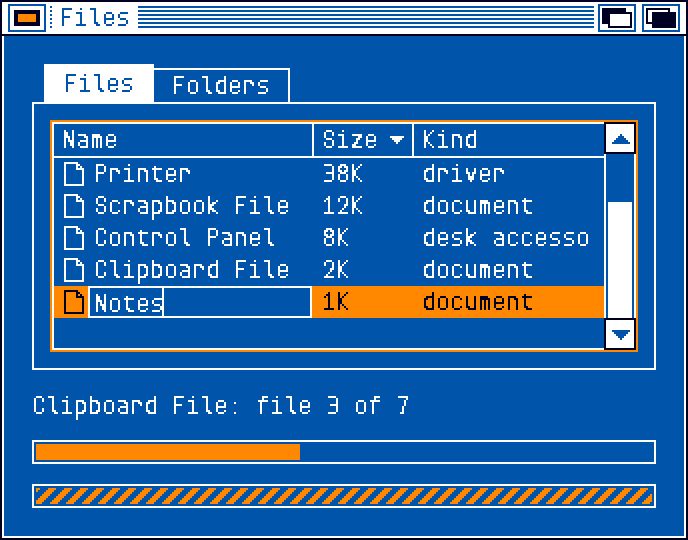 Files
Files Folders
Name Size Kind
Printer 38K driver
Scrapbook File 12K document
Control Panel 8K desk accesso
Clipboard File 2K document
Notes 1K document
Clipboard File: file 3 of 7